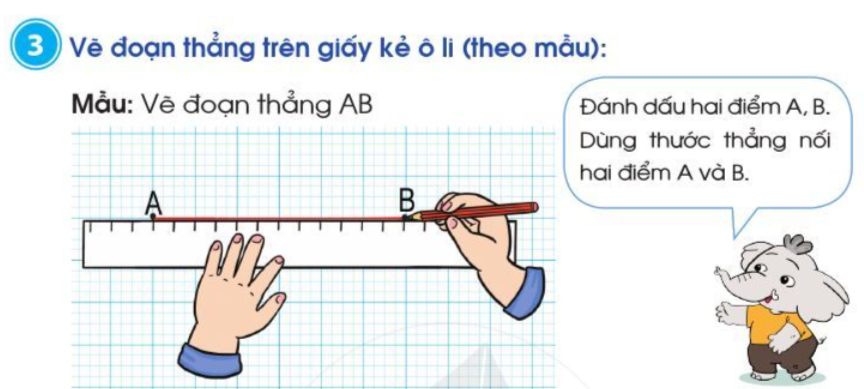 3 Vẽ đoạn thẳng trên giấy kẻ ô li (theo mẫu):
Mẫu: Vẽ đoạn thẳng AB
Đánh dấu hai điểm A, B.
Dùng thước thẳng nối
hai điểm A và B.
A
B